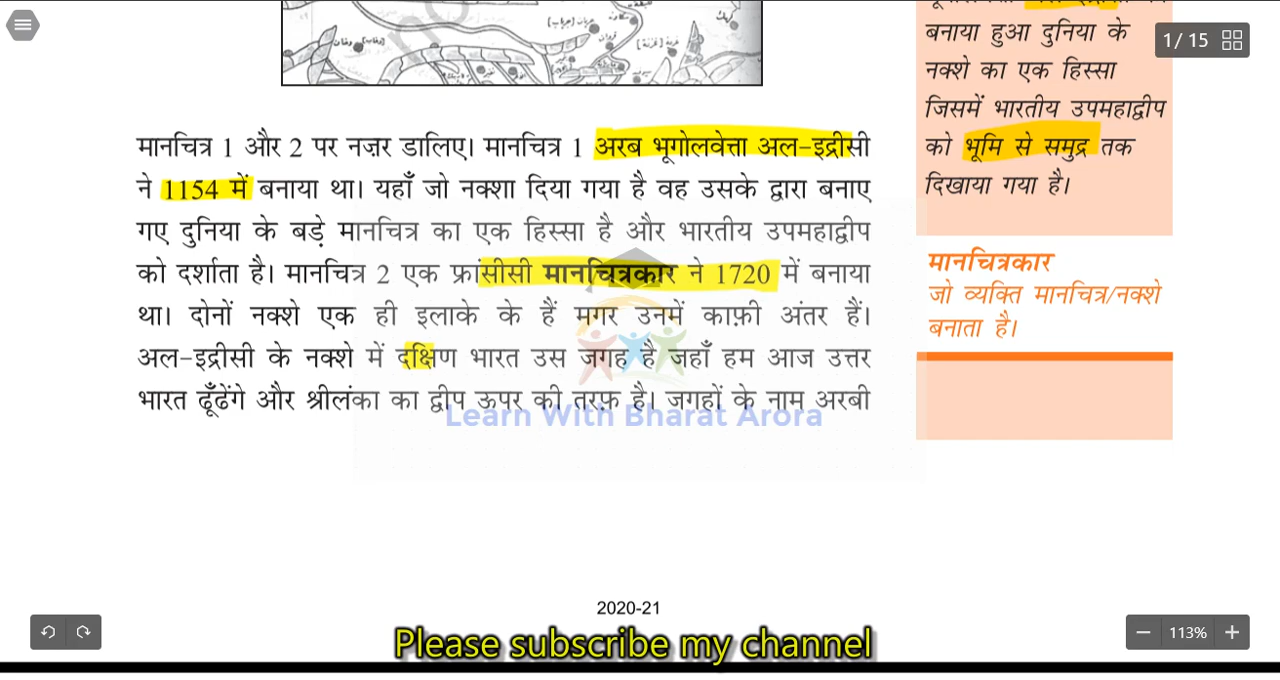 1 / 15
बनाया हुआ दुनिया के
नक्शे का एक हिस्सा
जिसमें भारतीय उपमहाद्वीप
को भूमि से समुद्र तक
दिखाया गया है।
मानचित्र 1 और 2 पर नज़र डालिए। मानचित्र 1 अरब भूगोलवेत्ता अल-इद्रीसी
ने 1154 में बनाया था। यहाँ जो नक्शा दिया गया है वह उसके द्वारा बनाए
गए दुनिया के बड़े मानचित्र का एक हिस्सा है और भारतीय उपमहाद्वीप
को दर्शाता है। मानचित्र 2 एक फ्रांसीसी मानचित्रकार ने 1720 में बनाया
था। दोनों नक्शे एक ही इलाके के हैं मगर उनमें काफ़ी अंतर हैं।
अल-इद्रीसी के नक्शे में दक्षिण भारत उस जगह है जहाँ हम आज उत्तर
भारत ढूँढेंगे और श्रीलंका का द्वीप ऊपर की तरफ़ है। जगहों के नाम अरबी
मानचित्रकार
जो व्यक्ति मानचित्र/नक्शे
बनाता है।
Learn With Bharat Arora
2020-21
Please subscribe my channel
113%